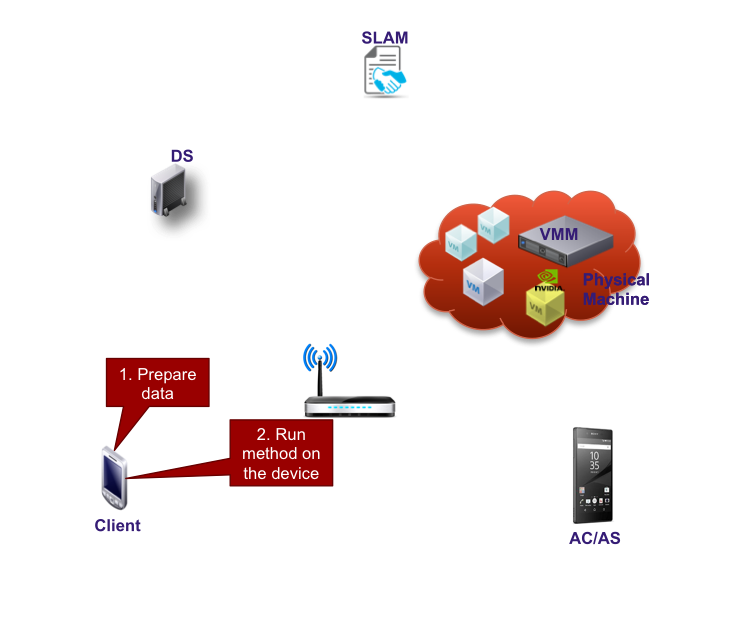 SLAM
DS
VMM
VM
VM
VM
VM
nVIDIA.
Physical
Machine
1. Prepare
data
2. Run
method on
the device
Client
10
35
AC/AS